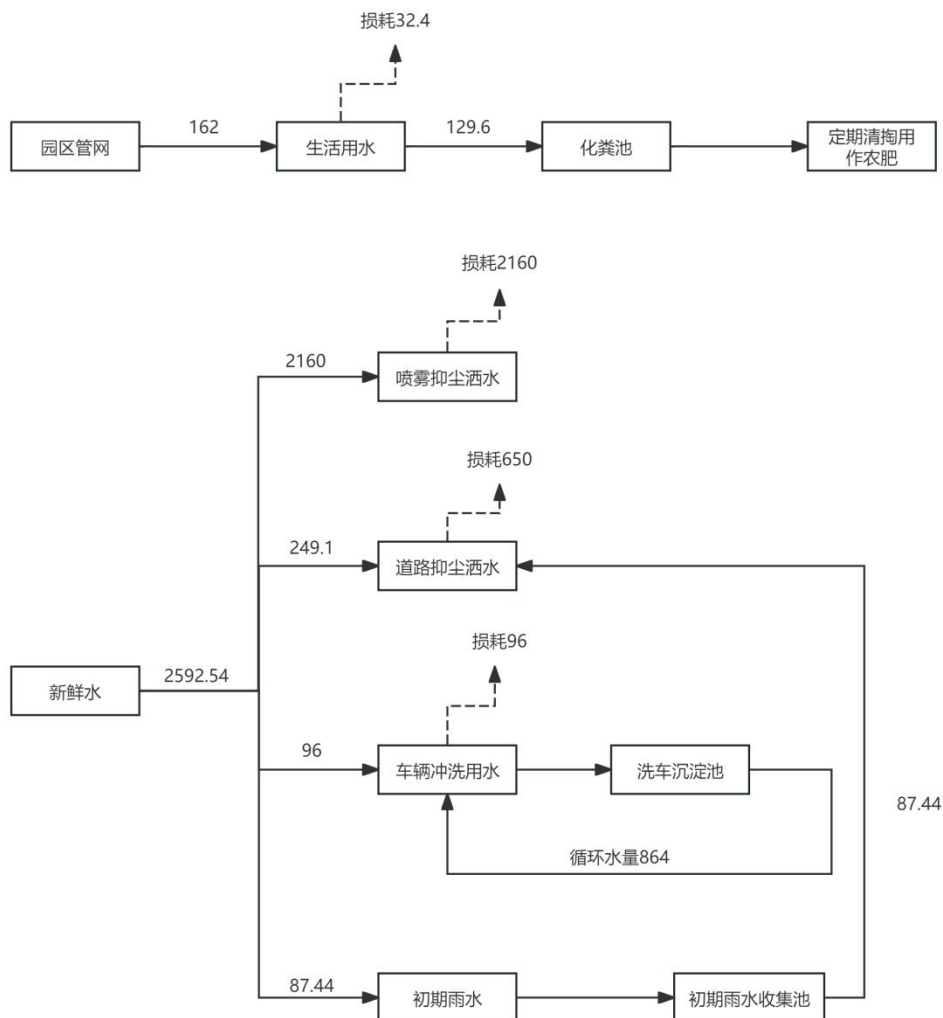 损耗32.4
园区管网
162
生活用水
129.6
化粪池
定期清掏用
作农肥
损耗2160
2160
喷雾抑尘洒水
损耗650
249.1
道路抑尘洒水
新鲜水
2592.54
损耗96
96
车辆冲洗用水
洗车沉淀池
87.44
循环水量864
87.44
初期雨水
初期雨水收集池